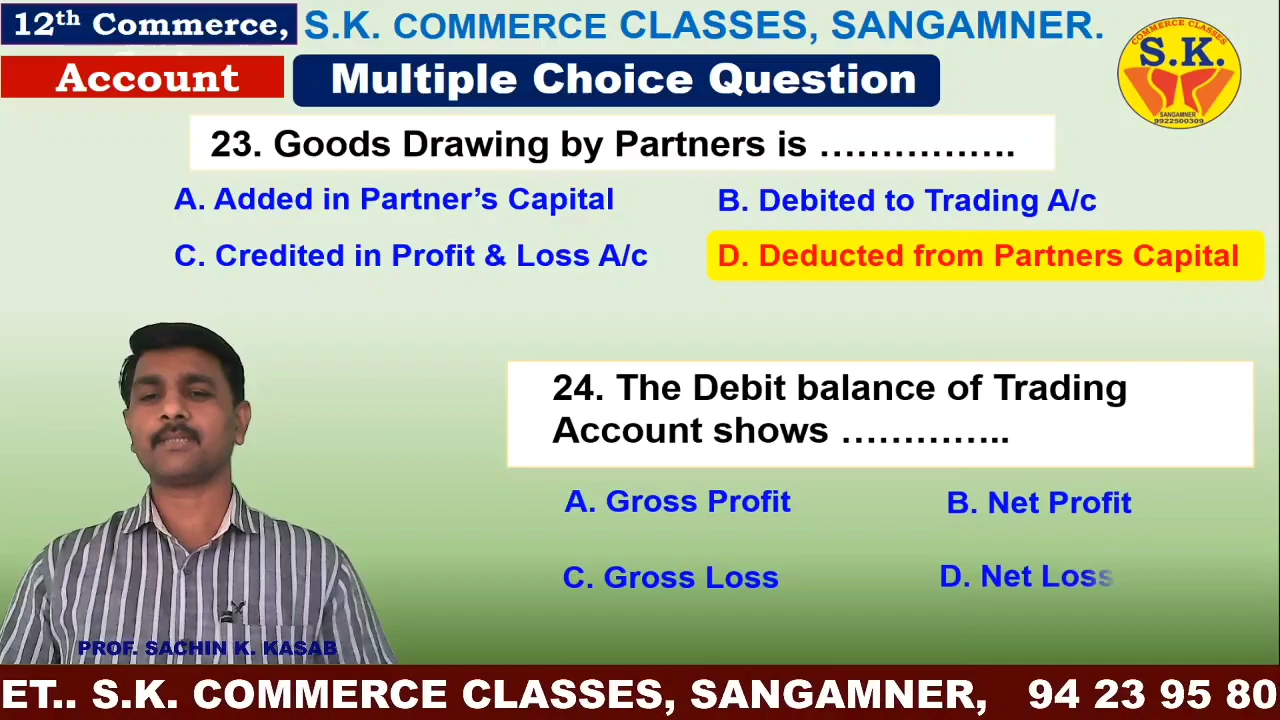 12th Commerce,
S.K. COMMERCE CLASSES, SANGAMNER.
Account
Multiple Choice Question
COMMERCE CLASSES
S.K.
SANGAMNER
9922500309
23. Goods Drawing by Partners is …………….
A. Added in Partner’s Capital
B. Debited to Trading A/c
C. Credited in Profit & Loss A/c
D. Deducted from Partners Capital
24. The Debit balance of Trading
Account shows …………..
A. Gross Profit
B. Net Profit
C. Gross Loss
D. Net Loss
PROF. SACHIN K. KASAB
ET.. S.K. COMMERCE CLASSES, SANGAMNER, 94 23 95 80